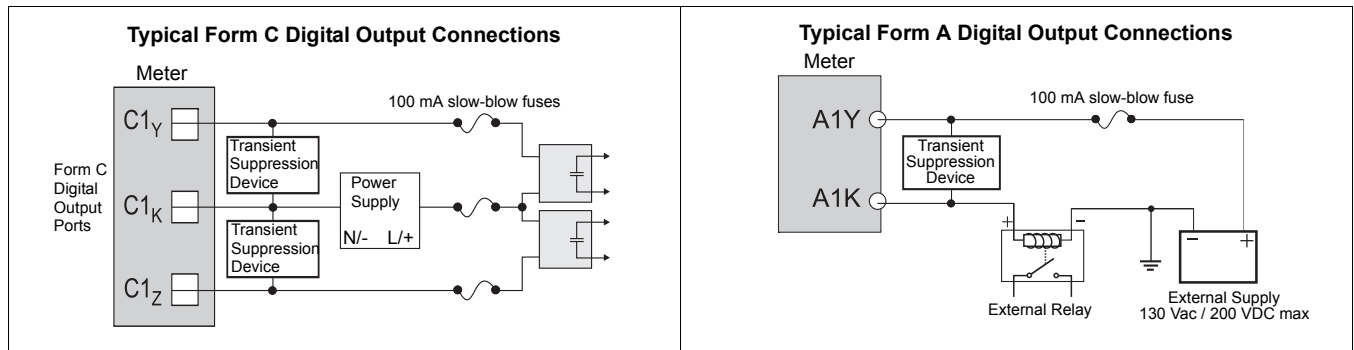 Typical Form C Digital Output Connections
Meter
100 mA slow-blow fuses
C1Y
Transient
Suppression
Device
Form C
Digital
Output
Ports
C1K
Power
Supply
N/- L/+
Transient
Suppression
Device
C1Z
Typical Form A Digital Output Connections
Meter
100 mA slow-blow fuse
A1Y
Transient
Suppression
Device
A1K
+
-
-
+
External Relay
External Supply
130 Vac / 200 VDC max